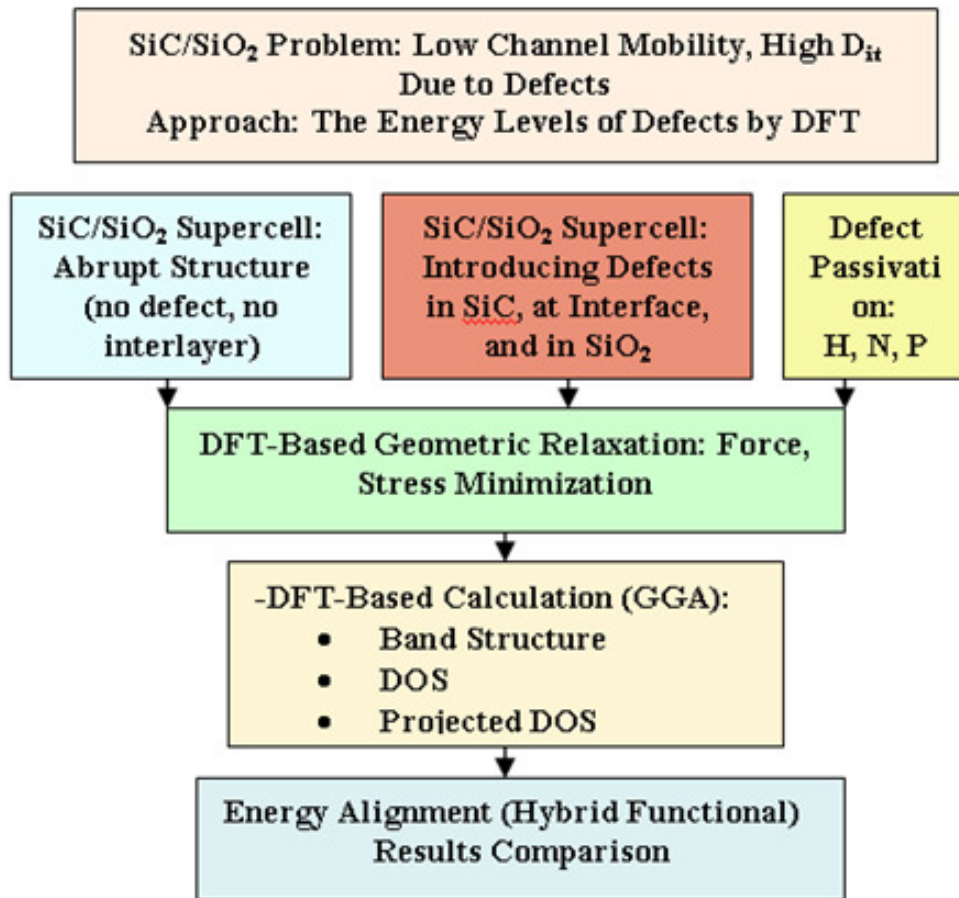 SiC/SiO₂ Problem: Low Channel Mobility, High Dᵢₜ
Due to Defects
Approach: The Energy Levels of Defects by DFT
SiC/SiO₂ Supercell:
Abrupt Structure
(no defect, no
interlayer)
SiC/SiO₂ Supercell:
Introducing Defects
in SiC, at Interface,
and in SiO₂
Defect
Passivati
on:
H, N, P
DFT-Based Geometric Relaxation: Force,
Stress Minimization
-DFT-Based Calculation (GGA):
• Band Structure
• DOS
• Projected DOS
Energy Alignment (Hybrid Functional)
Results Comparison